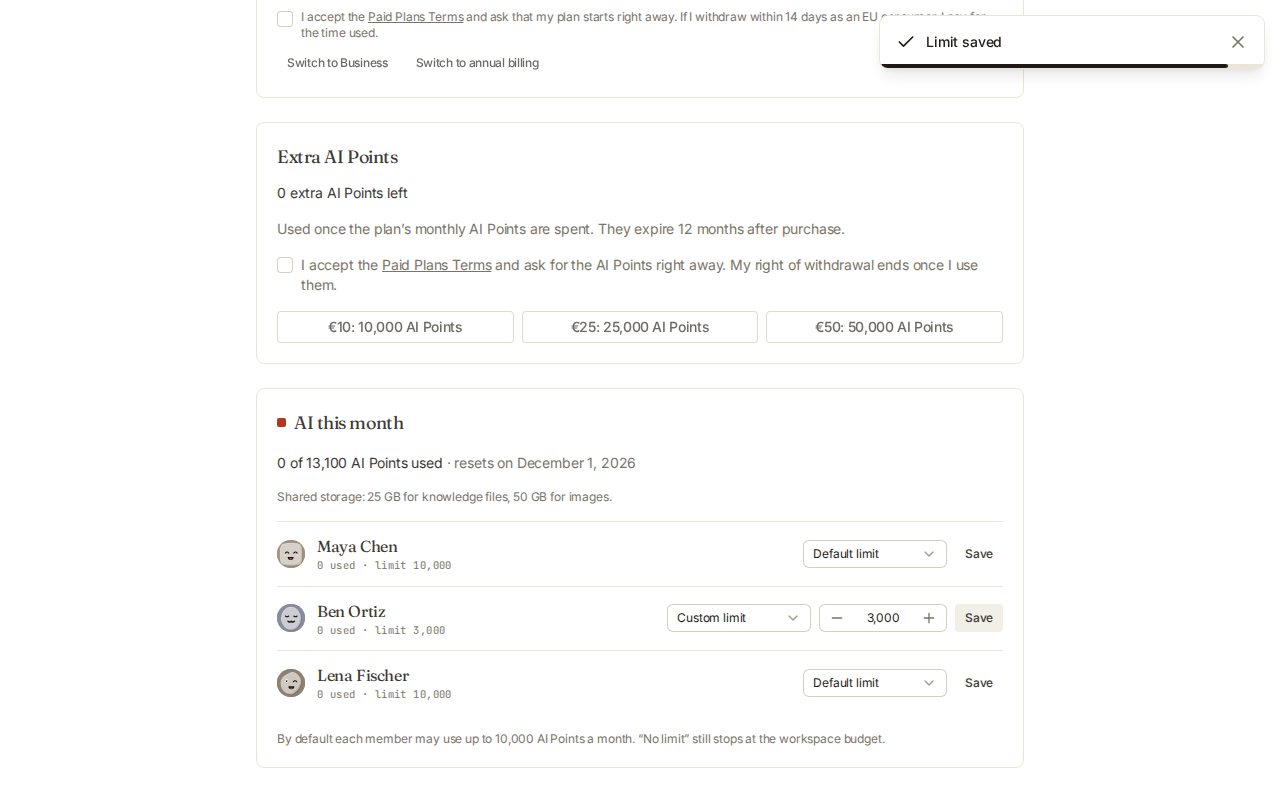 I accept the Paid Plans Terms and ask that my plan starts right away. If I withdraw within 14 days as an EU
the time used.
Switch to Business
Switch to annual billing
Limit saved
Extra AI Points
0 extra AI Points left
Used once the plan’s monthly AI Points are spent. They expire 12 months after purchase.
I accept the Paid Plans Terms and ask for the AI Points right away. My right of withdrawal ends once I use
them.
€10: 10,000 AI Points
€25: 25,000 AI Points
€50: 50,000 AI Points
AI this month
0 of 13,100 AI Points used · resets on December 1, 2026
Shared storage: 25 GB for knowledge files, 50 GB for images.
Maya Chen
0 used · limit 10,000
Default limit
Save
Ben Ortiz
0 used · limit 3,000
Custom limit
3,000
Save
Lena Fischer
0 used · limit 10,000
Default limit
Save
By default each member may use up to 10,000 AI Points a month. “No limit” still stops at the workspace budget.